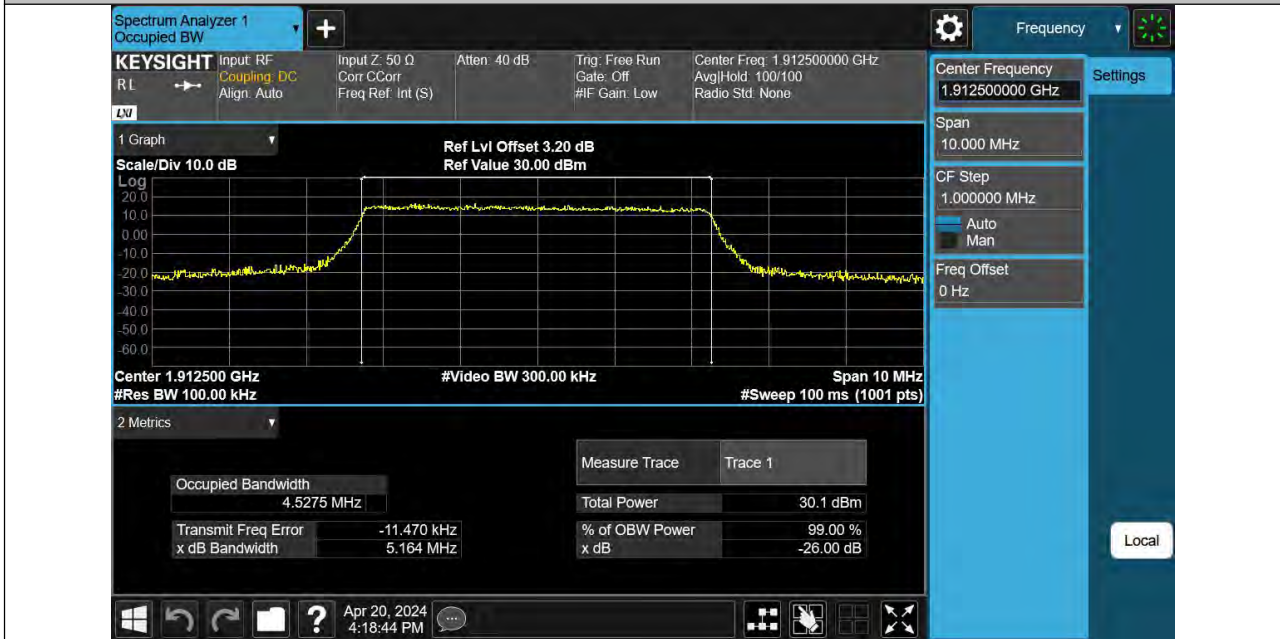 Spectrum Analyzer 1
Occupied BW
+
Frequency
KEYSIGHT
RL
LXI
Input: RF
Coupling: DC
Align: Auto
Input Z: 50 Ω
Corr CCorr
Freq Ref: Int (S)
Atten: 40 dB
Trig: Free Run
Gate: Off
#IF Gain: Low
Center Freq: 1.912500000 GHz
Avg|Hold: 100/100
Radio Std: None
1 Graph
Scale/Div 10.0 dB
Ref Lvl Offset 3.20 dB
Ref Value 30.00 dBm
Log
20.0
10.0
0.00
-10.0
-20.0
-30.0
-40.0
-50.0
-60.0
Center 1.912500 GHz
#Video BW 300.00 kHz
Span 10 MHz
#Res BW 100.00 kHz
#Sweep 100 ms (1001 pts)
2 Metrics
Measure Trace
Trace 1
Occupied Bandwidth
4.5275 MHz
Total Power
30.1 dBm
Transmit Freq Error
-11.470 kHz
% of OBW Power
99.00 %
x dB Bandwidth
5.164 MHz
x dB
-26.00 dB
Center Frequency
1.912500000 GHz
Settings
Span
10.000 MHz
CF Step
1.000000 MHz
Auto
Man
Freq Offset
0 Hz
Local
?
Apr 20, 2024
4:18:44 PM